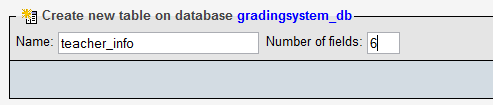 Create new table on database gradingsystem_db
Name: teacher_info Number of fields: 6